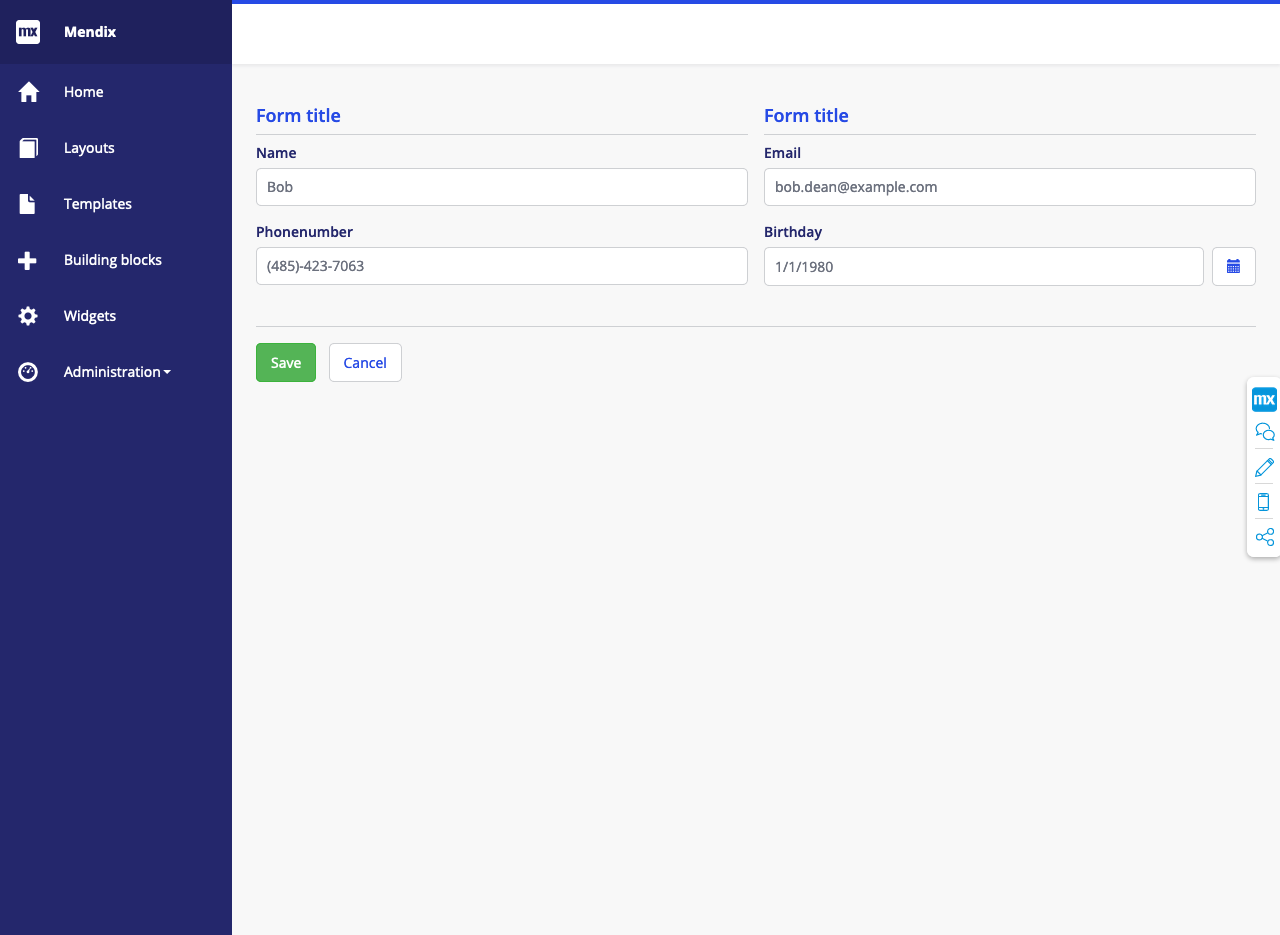 mx Mendix
Home
Layouts
Templates
Building blocks
Widgets
Administration
Form title
Name
Bob
Phonenumber
(485)-423-7063
Form title
Email
bob.dean@example.com
Birthday
1/1/1980
Save Cancel
mx